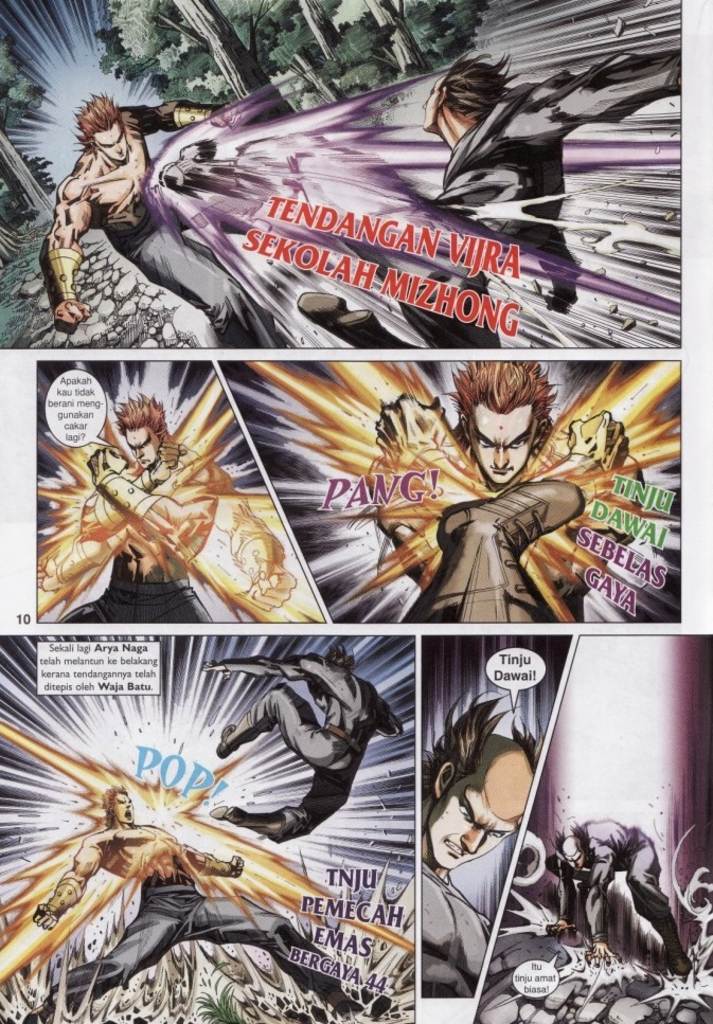 TENDANGAN VIJRA
SEKOLAH MIZHONG
Apakah
kau tidak
berani meng-
gunakan
cakar
lagi?
PANG!
TINJU
DAWAI
SEBELAS
GAYA
10
Sekali lagi Arya Naga
telah melantun ke belakang
kerana tendangannya telah
ditepis oleh Waja Batu.
POP!
TNJU
PEMECAH
EMAS
BERGAYA 44
Tinju
Dawai!
Itu
tinju amat
biasa!